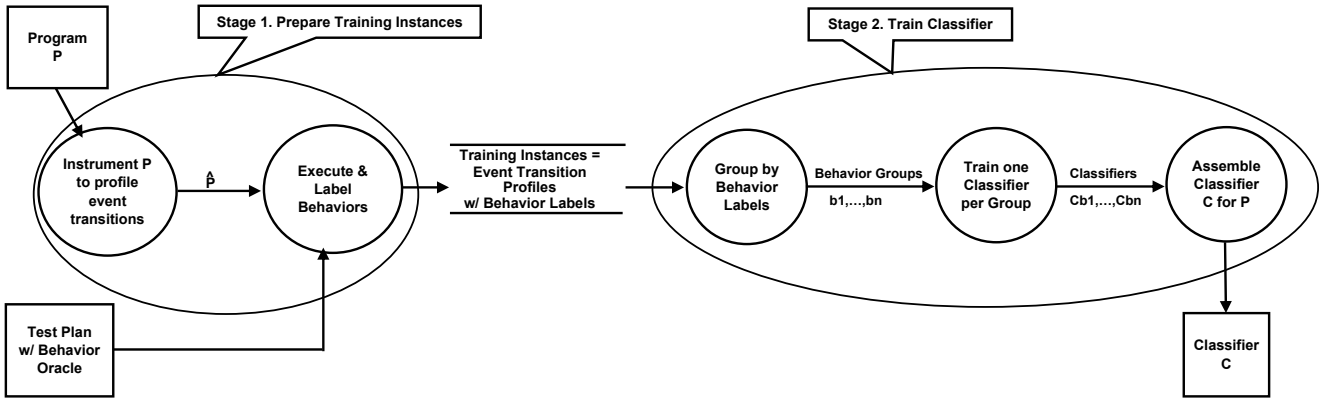 Stage 1. Prepare Training Instances
Stage 2. Train Classifier
Program
P
Instrument P
to profile
event
transitions
P̂
Execute &
Label
Behaviors
Training Instances =
Event Transition
Profiles
w/ Behavior Labels
Group by
Behavior
Labels
Behavior Groups
b1,...,bn
Train one
Classifier
per Group
Classifiers
Cb1,...,Cbn
Assemble
Classifier
C for P
Test Plan
w/ Behavior
Oracle
Classifier
C